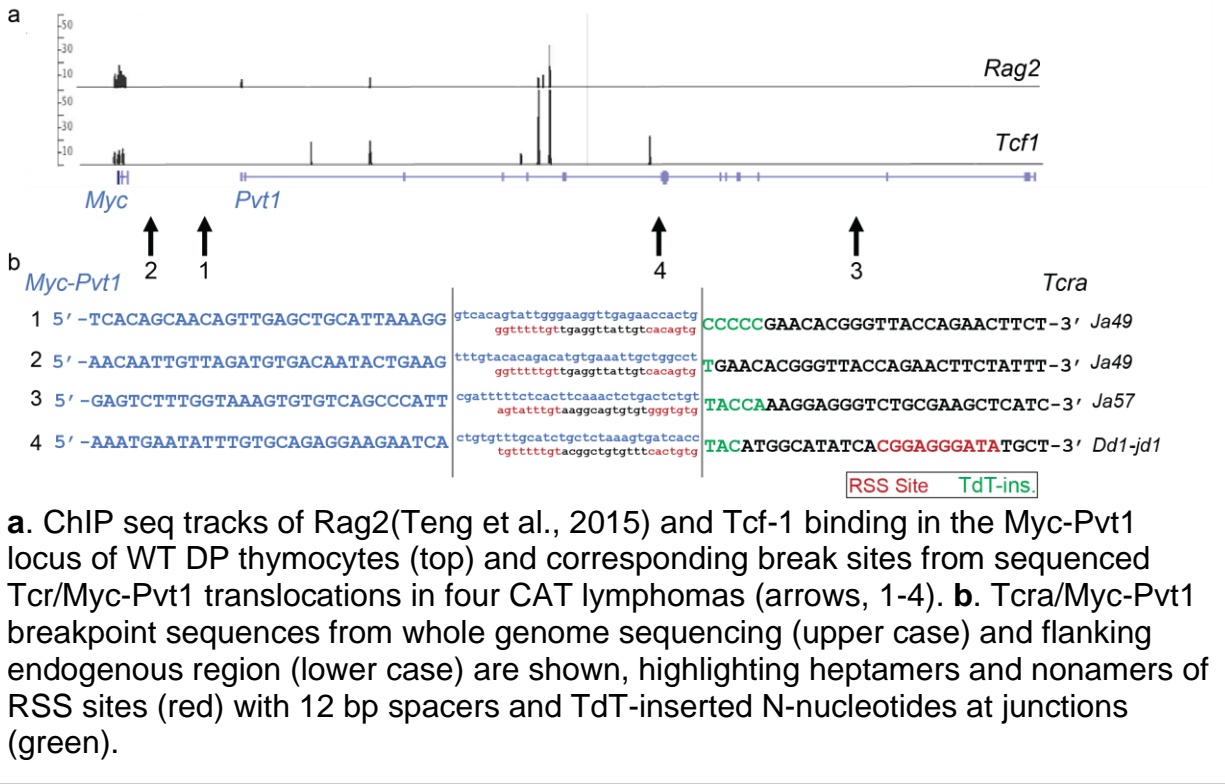 a
50
30
10
Rag2
50
30
10
Tcf1
Myc
Pvt1
2
1
4
3
b
Myc-Pvt1
Tcra
1 5'-TCACAGCAACAGTTGAGCTGCATTAAAGG gtcacagtattgggaaggttgagaaccactg CCCCCGAACACGGGTTACCAGAACTTCT-3' Ja49
ggtttttgttgaggttattgtcacagtg
2 5'-AACAATTGTTAGATGTGACAATACTGAAG tttgtacacagacatgtgaaattgctggcct TGAACACGGGTTACCAGAACTTCTATTT-3' Ja49
ggtttttgttgaggttattgtcacagtg
3 5'-GAGTCTTTGGTAAAGTGTGTCAGCCCATT cgatttttctcacttcaaactctgactctgt TACCAAAGGAGGGTCTGCGAAGCTCATC-3' Ja57
agtatttgtaaggcagtgtgtgggtgtg
4 5'-AAATGAATATTTGTGCAGAGGAAGAATCA ctgtgtttgcatctgctctaaagtgatcacc TACATGGCATATCACGGAGGGATATGCT-3' Dd1-jd1
tgtttttgtacggctgtgtttcactgtg
RSS Site TdT-ins.
a. ChIP seq tracks of Rag2(Teng et al., 2015) and Tcf-1 binding in the Myc-Pvt1
locus of WT DP thymocytes (top) and corresponding break sites from sequenced
Tcr/Myc-Pvt1 translocations in four CAT lymphomas (arrows, 1-4). b. Tcra/Myc-Pvt1
breakpoint sequences from whole genome sequencing (upper case) and flanking
endogenous region (lower case) are shown, highlighting heptamers and nonamers of
RSS sites (red) with 12 bp spacers and TdT-inserted N-nucleotides at junctions
(green).